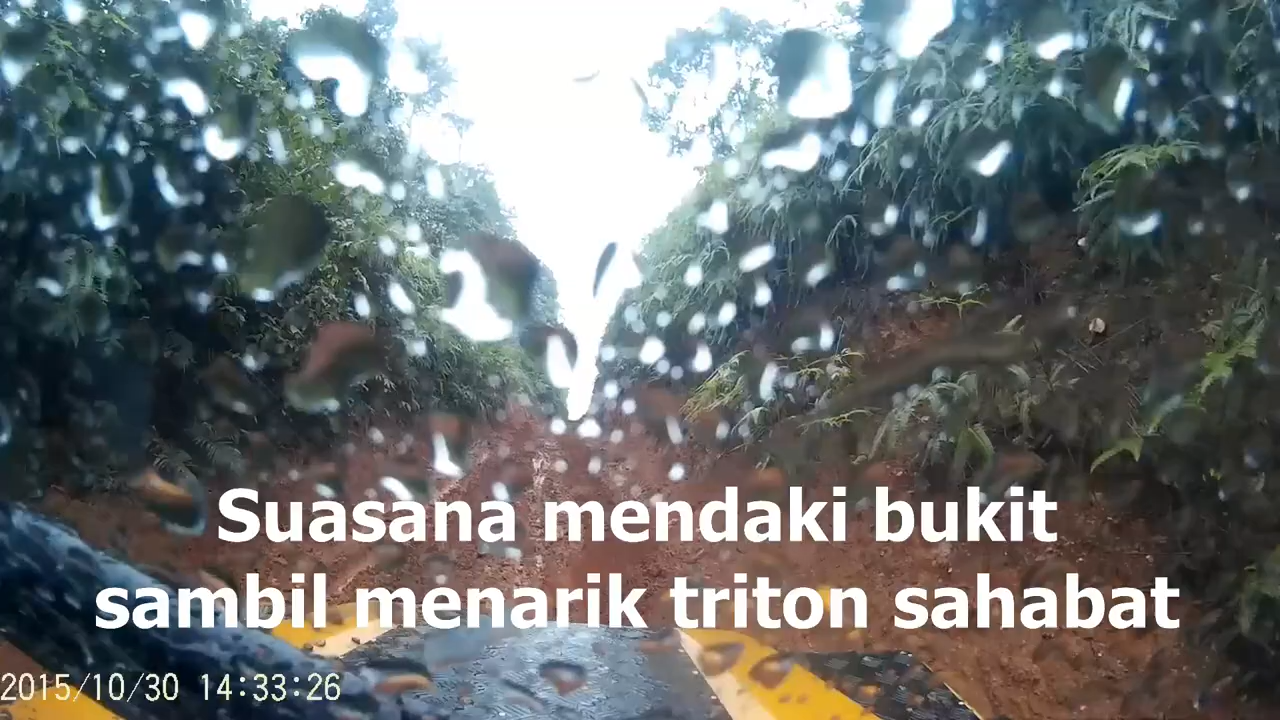 Suasana mendaki bukit
sambil menarik triton sahabat
2015/10/30 14:33:26